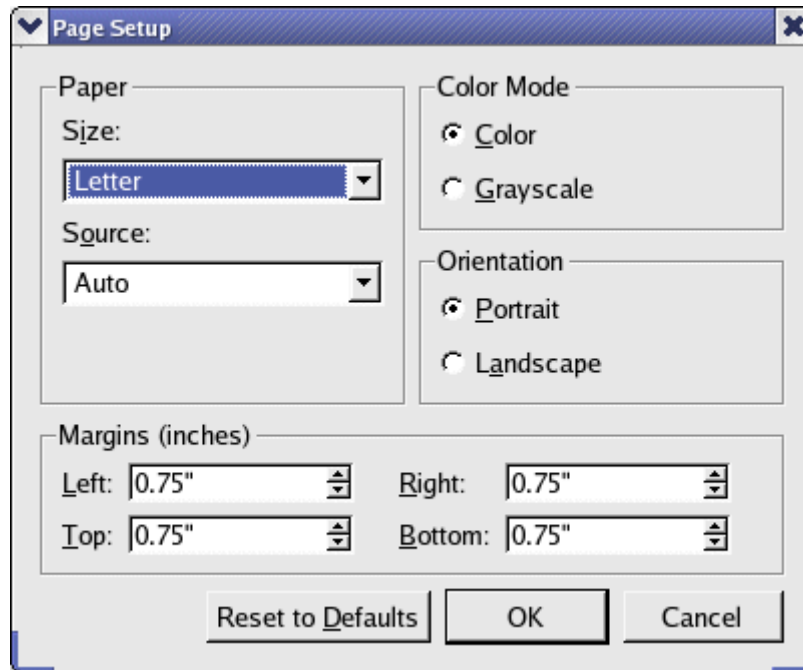 Page Setup
Paper
Size:
Letter
Source:
Auto
Color Mode
Color
Grayscale
Orientation
Portrait
Landscape
Margins (inches)
Left: 0.75" Right: 0.75"
Top: 0.75" Bottom: 0.75"
Reset to Defaults OK Cancel